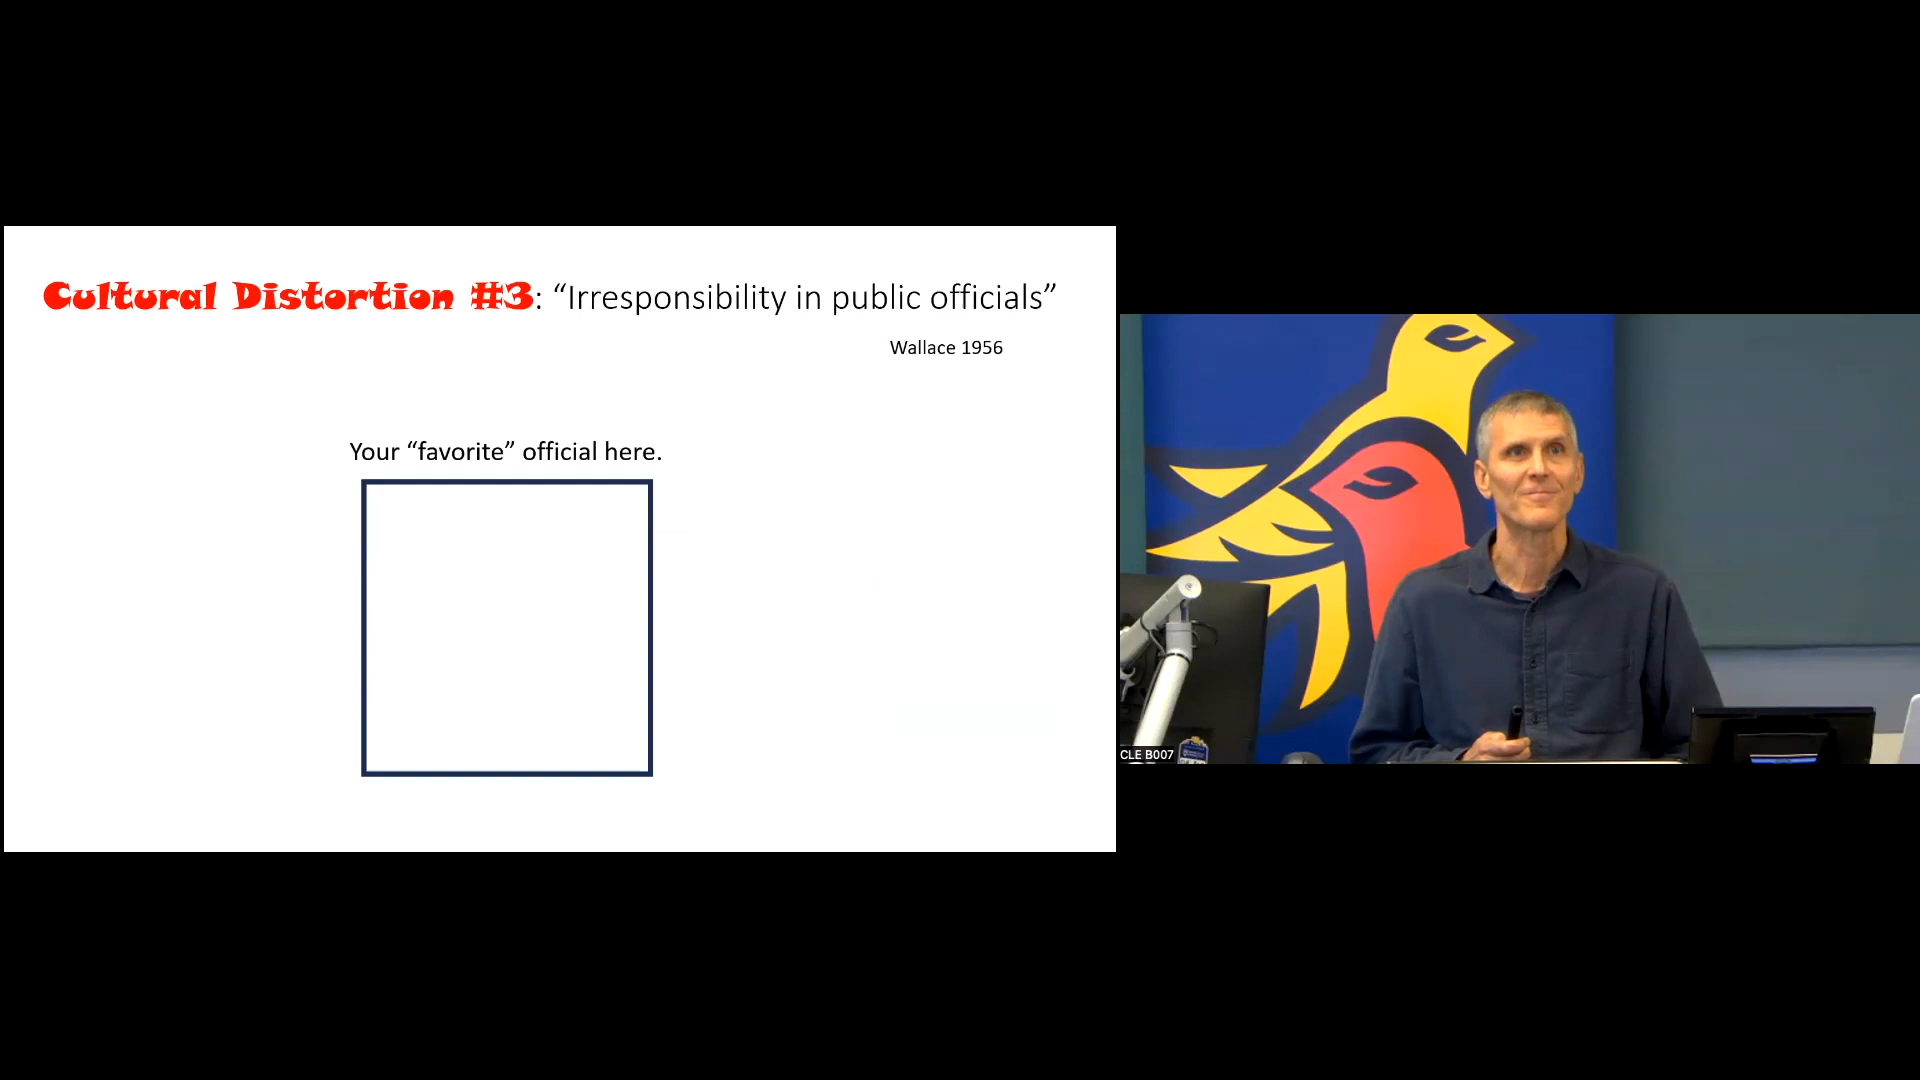 Cultural Distortion #3: “Irresponsibility in public officials”
Wallace 1956
Your “favorite” official here.
CLE B007